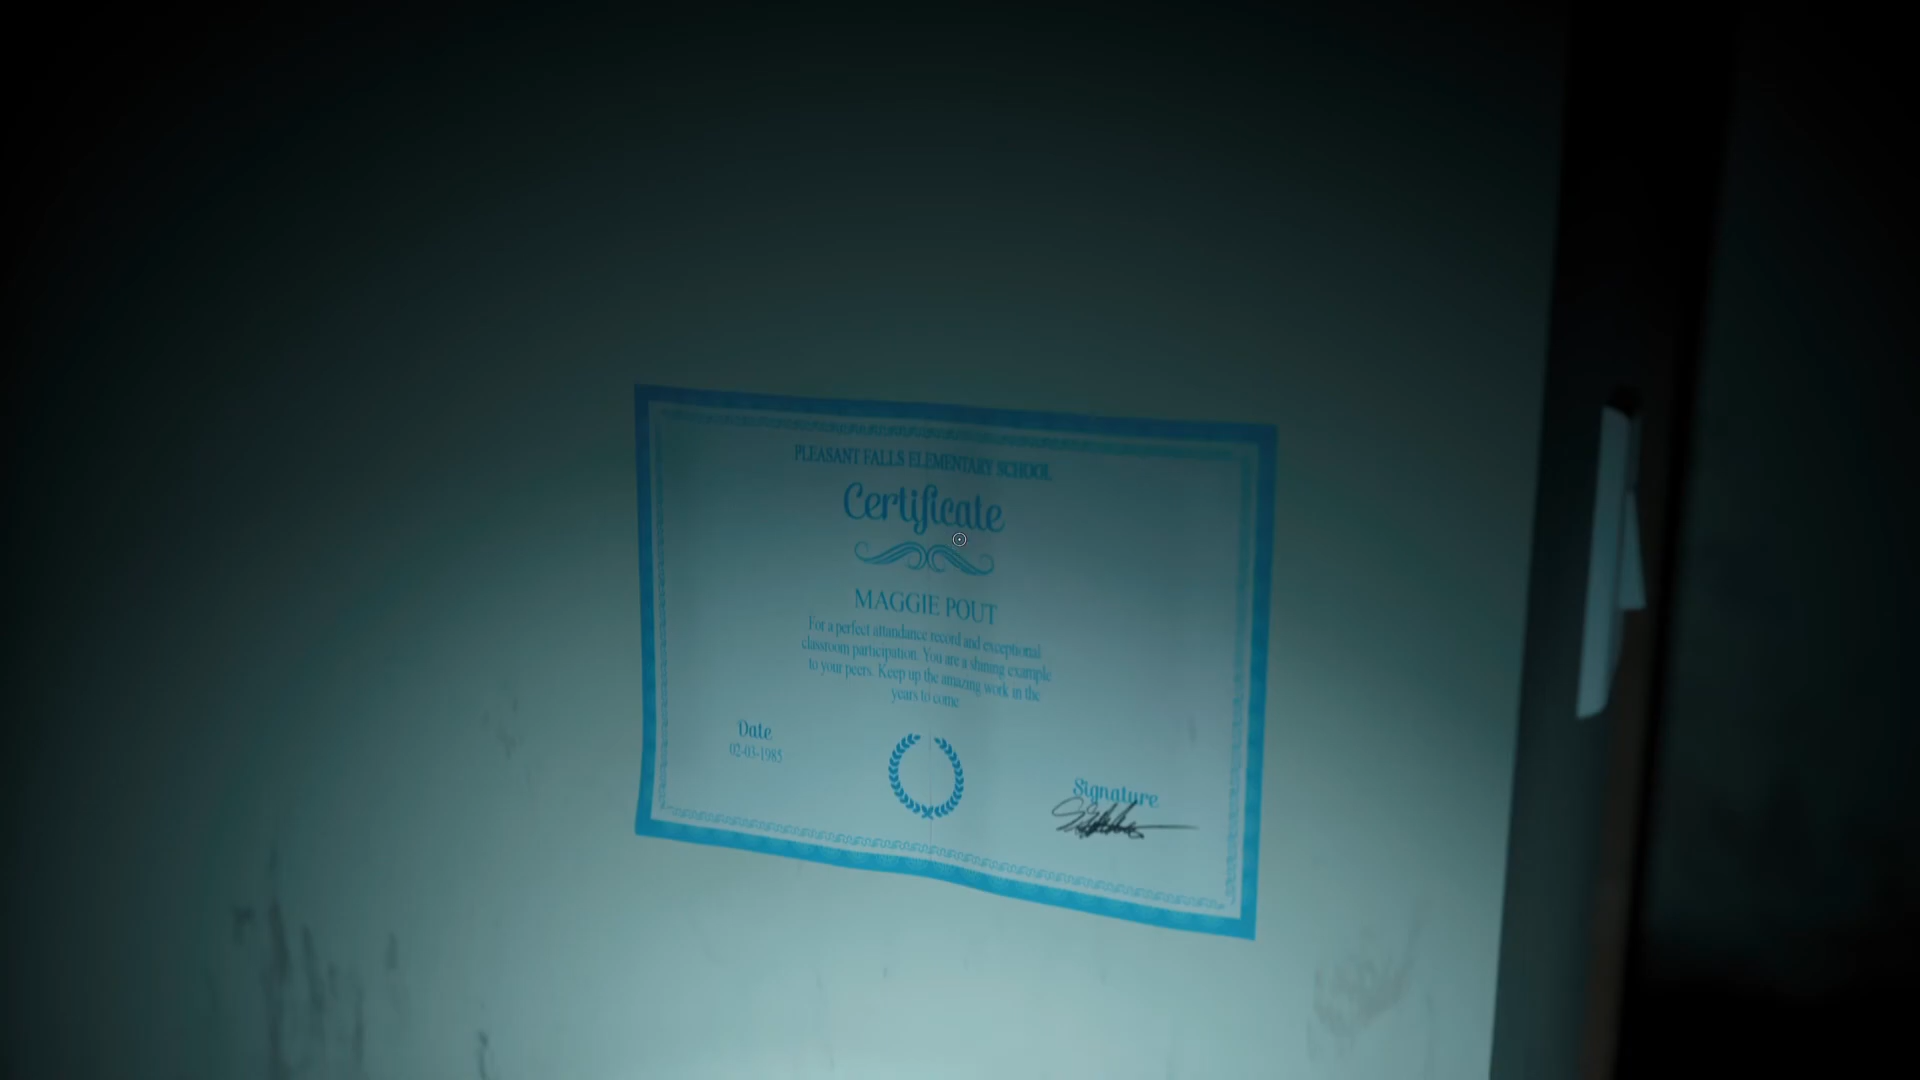 PLEASANT FALLS ELEMENTARY SCHOOL
Certificate
MAGGIE POUT
For a perfect attandance record and exceptional
classroom participation. You are a shining example
to your peers. Keep up the amazing work in the
years to come
Date
02-03-1985
Signature